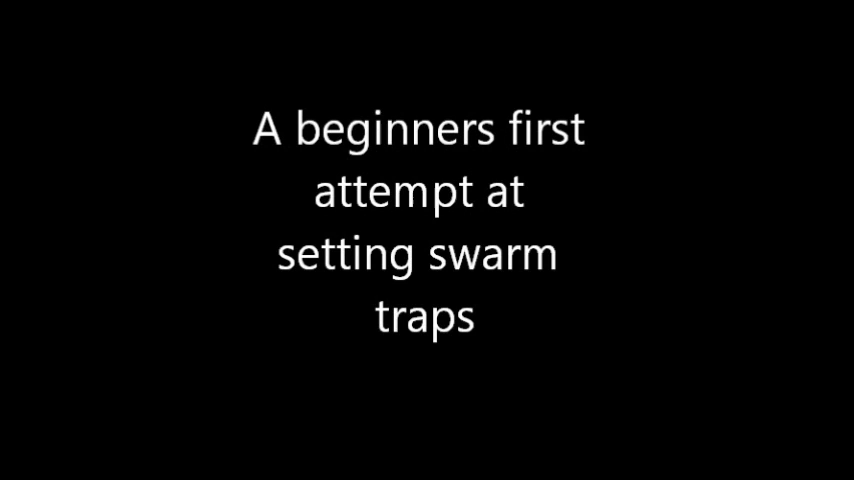 A beginners first
attempt at
setting swarm
traps